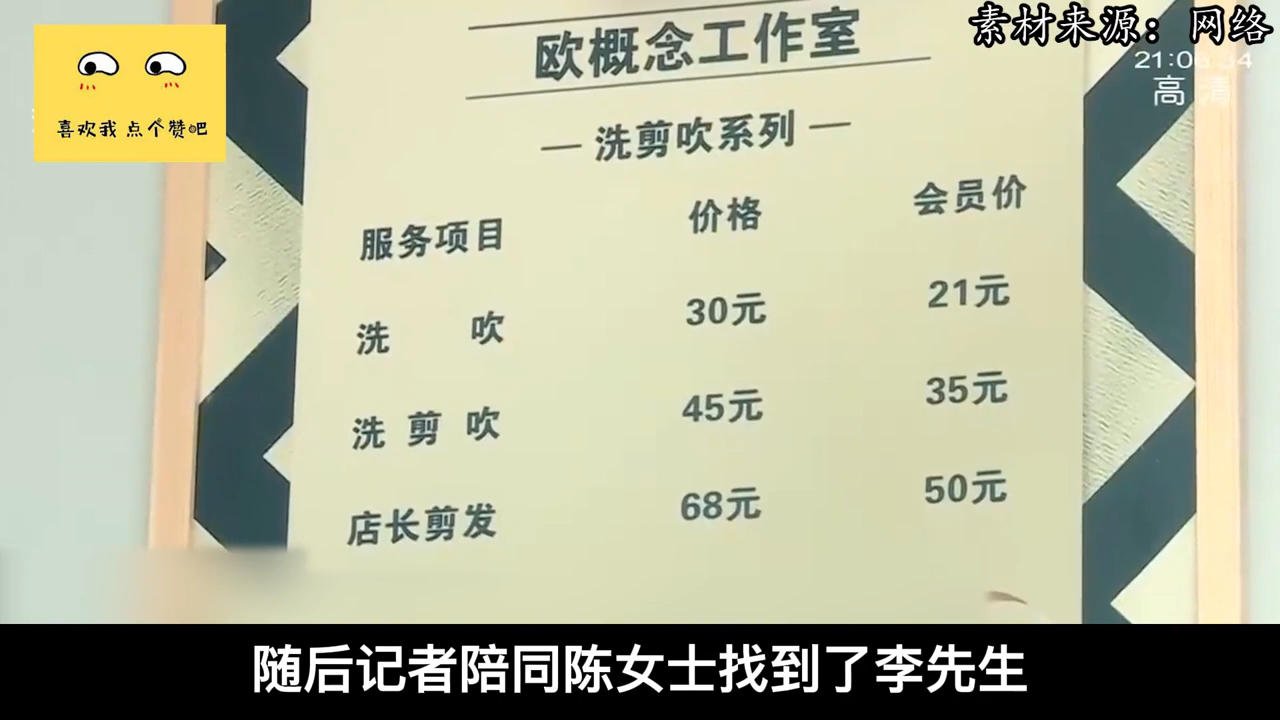 素材来源：网络
高清
喜欢我 点个赞吧
欧概念工作室
— 洗剪吹系列 —
服务项目 价格 会员价
洗 吹 30元 21元
洗 剪 吹 45元 35元
店长剪发 68元 50元
随后记者陪同陈女士找到了李先生